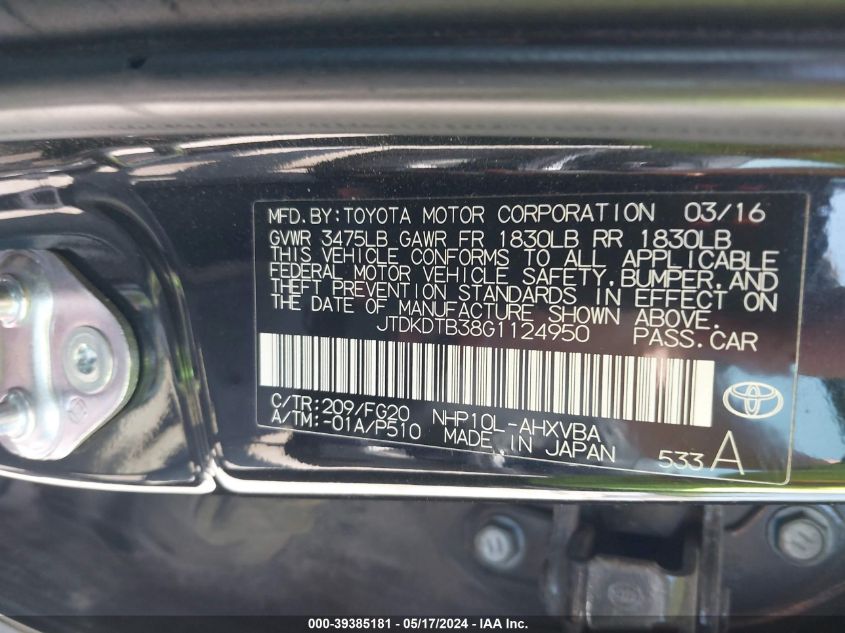 MFD. BY: TOYOTA MOTOR CORPORATION 03/16
GVWR 3475LB GAWR FR 1830LB RR 1830LB
THIS VEHICLE CONFORMS TO ALL APPLICABLE
FEDERAL MOTOR VEHICLE SAFETY, BUMPER, AND
THEFT PREVENTION STANDARDS IN EFFECT ON
THE DATE OF MANUFACTURE SHOWN ABOVE.
JTDKDTB38G1124950 PASS. CAR
C/TR: 209/FG20 NHP10L-AHXVBA
A/TM: -01A/P510 MADE IN JAPAN 533 A
000-39385181 - 05/17/2024 - IAA Inc.